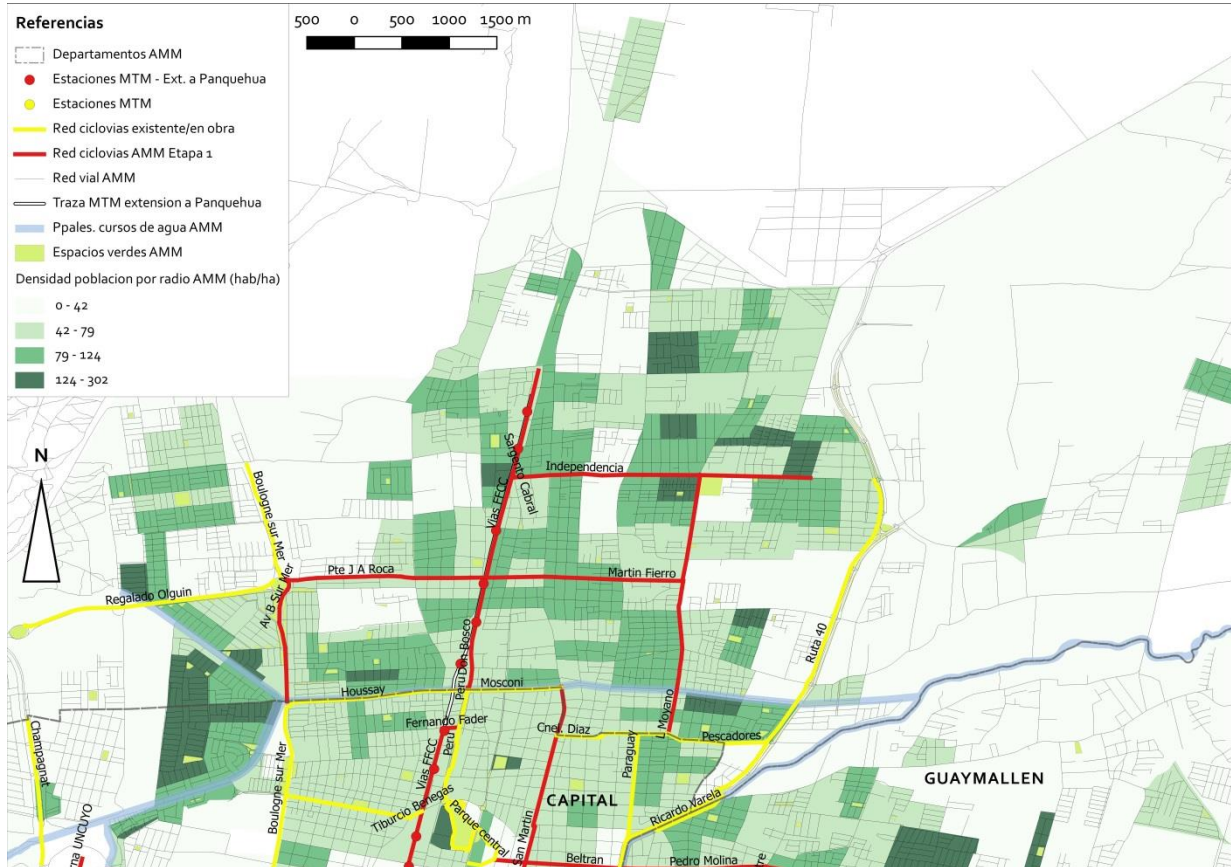 Referencias
Departamentos AMM
Estaciones MTM - Ext. a Panquehua
Estaciones MTM
Red ciclovias existente/en obra
Red ciclovias AMM Etapa 1
Red vial AMM
Traza MTM extension a Panquehua
Ppales. cursos de agua AMM
Espacios verdes AMM
Densidad poblacion por radio AMM (hab/ha)
0 - 42
42 - 79
79 - 124
124 - 302
500 0 500 1000 1500 m
N
Independencia
Sargento Cabral
Vias FFCC
Boulogne sur Mer
Pte J A Roca
Martin Fierro
Av B Sur Mer
Regalado Olguin
Ruta 40
Peru
Don Bosco
Houssay
Mosconi
L Moyano
Fernando Fader
Cnel. Diaz
Pescadores
Champagnat
Peru
Paraguay
Vias FFCC
Boulogne sur Mer
GUAYMALLEN
CAPITAL
Tiburcio Benegas
Parque central
Ricardo Varela
San Martin
UNCUYO
Beltran
Pedro Molina